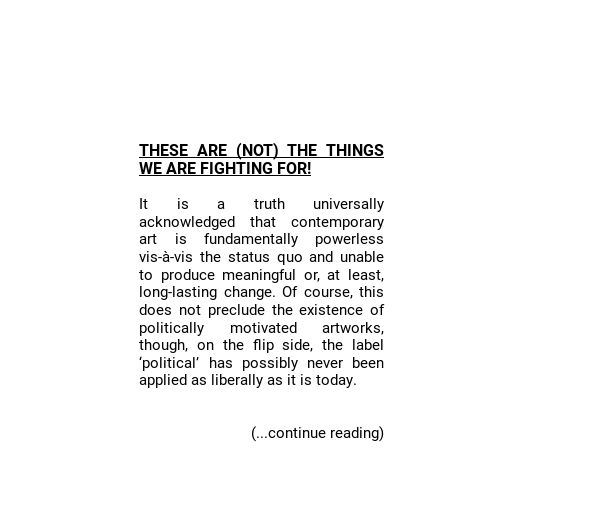 THESE ARE (NOT) THE THINGS
WE ARE FIGHTING FOR!
It is a truth universally
acknowledged that contemporary
art is fundamentally powerless
vis-à-vis the status quo and unable
to produce meaningful or, at least,
long-lasting change. Of course, this
does not preclude the existence of
politically motivated artworks,
though, on the flip side, the label
‘political’ has possibly never been
applied as liberally as it is today.
(...continue reading)